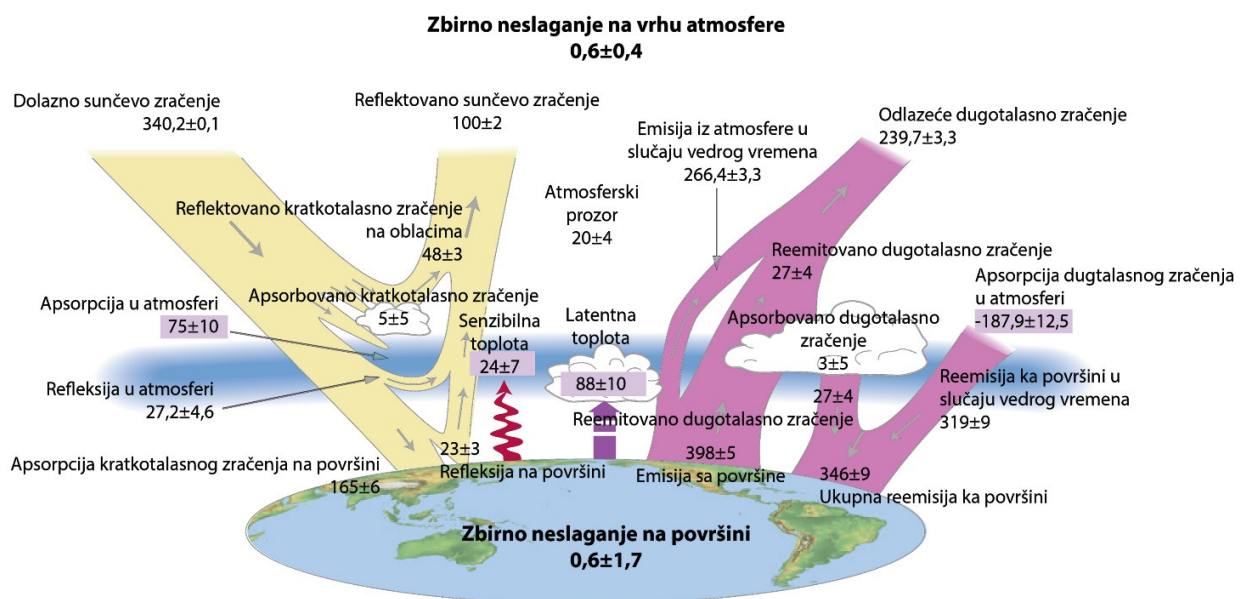 Zbirno neslaganje na vrhu atmosfere
0,6±0,4
Dolazno sunčevo zračenje
340,2±0,1
Reflektovano sunčevo zračenje
100±2
Emisija iz atmosfere u
slučaju vedrog vremena
266,4±3,3
Odlazeće dugotalasno zračenje
239,7±3,3
Atmosferski
prozor
20±4
Reflektovano kratkotalasno zračenje
na oblacima
48±3
Reemitovano dugotalasno zračenje
27±4
Apsorpcija dugtalasnog zračenja
u atmosferi
-187,9±12,5
Apsorpcija u atmosferi
75±10
Apsorbovano kratkotalasno zračenje
5±5
Senzibilna
toplota
24±7
Latentna
toplota
88±10
Apsorbovano dugotalasno
zračenje
3±5
Refleksija u atmosferi
27,2±4,6
Reemisija ka površini u
slučaju vedrog vremena
319±9
27±4
Reemitovano dugotalasno zračenje
Apsorpcija kratkotalasnog zračenja na površini
165±6
23±3
Refleksija na površini
398±5
Emisija sa površine
346±9
Ukupna reemisija ka površini
Zbirno neslaganje na površini
0,6±1,7